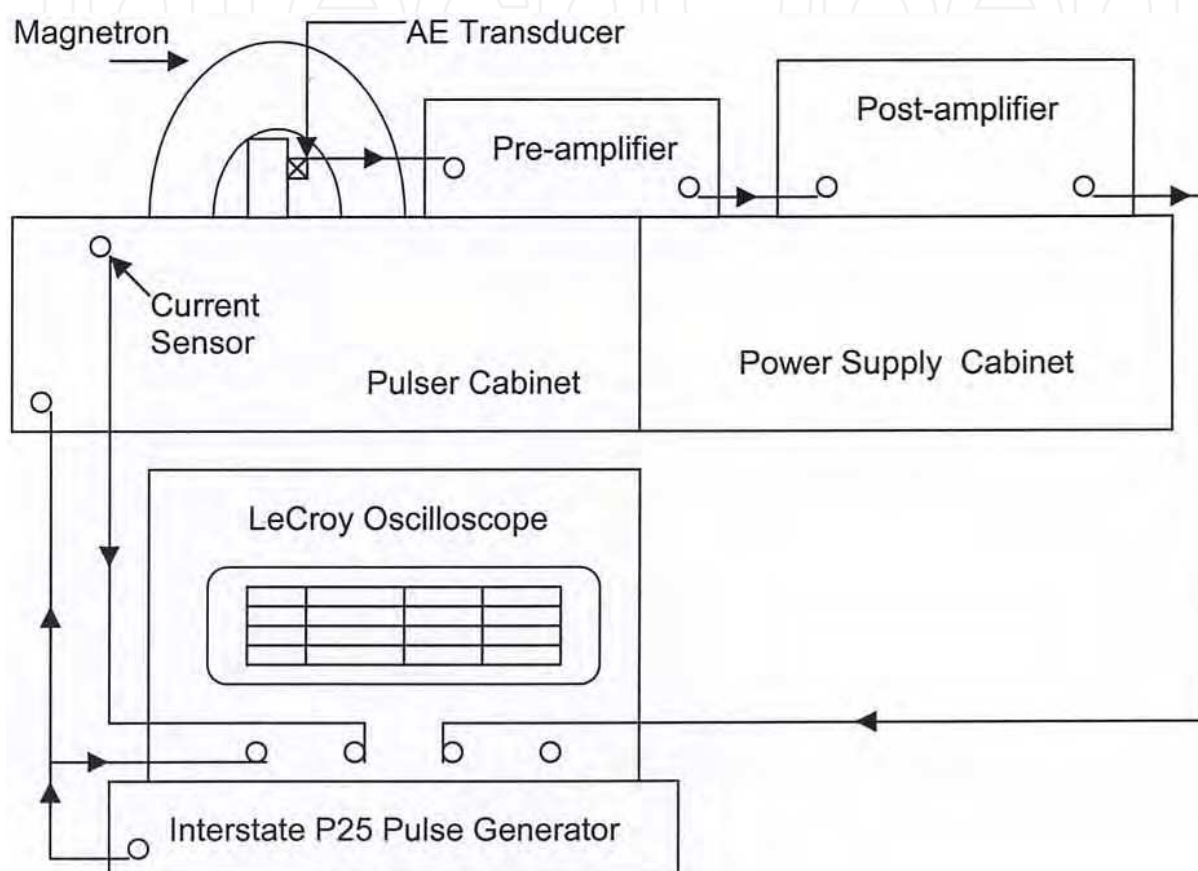 Magnetron
AE Transducer
Pre-amplifier
Post-amplifier
Current
Sensor
Pulser Cabinet
Power Supply  Cabinet
LeCroy Oscilloscope
Interstate P25 Pulse Generator